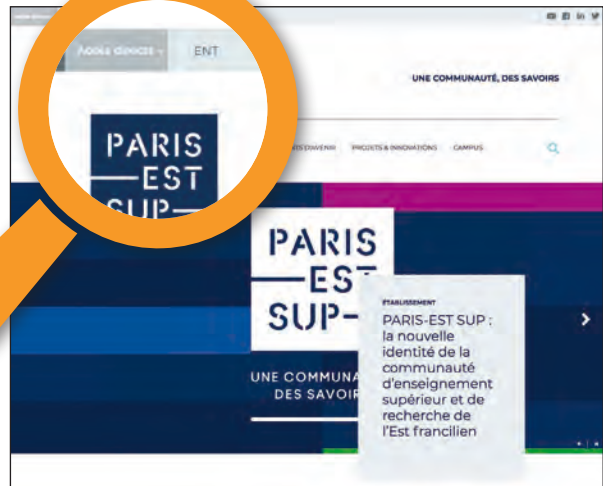 Accès directs
ENT
UNE COMMUNAUTÉ, DES SAVOIRS
PARIS
EST
SUP
PROJETS & INNOVATIONS
CAMPUS
PARIS
EST
SUP
UNE COMMUNA
DES SAVOIR
ÉTABLISSEMENT
PARIS-EST SUP :
la nouvelle
identité de la
communauté
d'enseignement
supérieur et de
recherche de
l'Est francilien